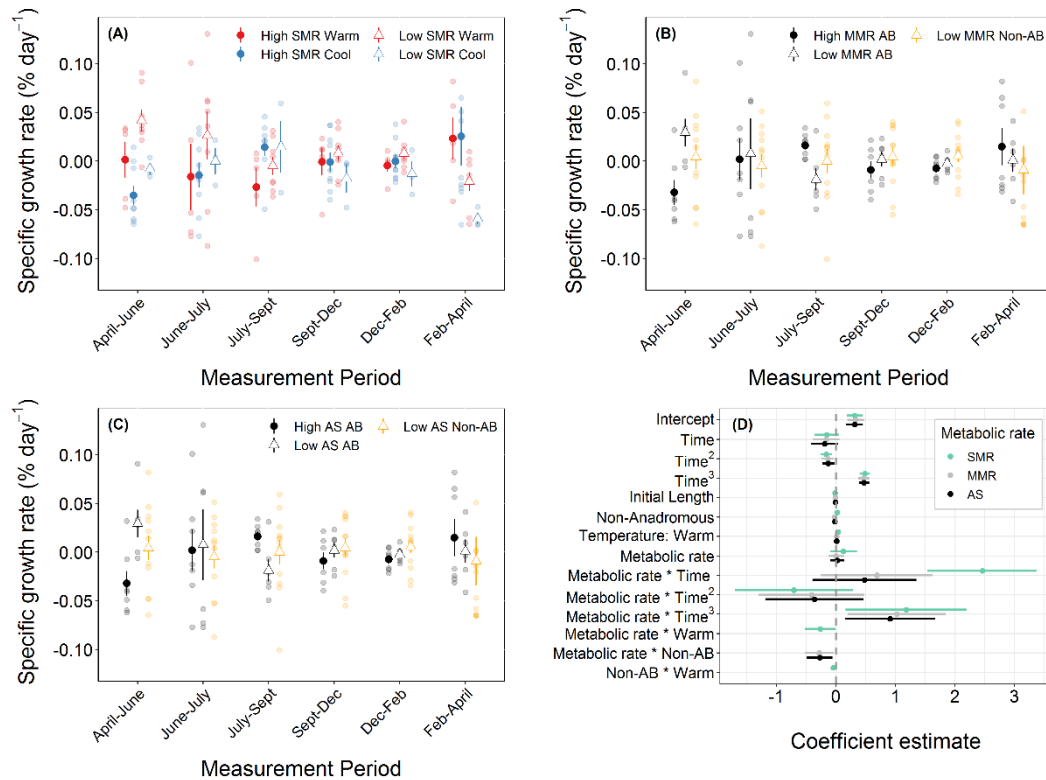 (A)
High SMR Warm
Low SMR Warm
High SMR Cool
Low SMR Cool
Specific growth rate (% day⁻¹)
0.10
0.05
0.00
-0.05
-0.10
April-June
June-July
July-Sept
Sept-Dec
Dec-Feb
Feb-April
Measurement Period
(B)
High MMR AB
Low MMR Non-AB
Low MMR AB
Specific growth rate (% day⁻¹)
0.10
0.05
0.00
-0.05
-0.10
April-June
June-July
July-Sept
Sept-Dec
Dec-Feb
Feb-April
Measurement Period
(C)
High AS AB
Low AS Non-AB
Low AS AB
Specific growth rate (% day⁻¹)
0.10
0.05
0.00
-0.05
-0.10
April-June
June-July
July-Sept
Sept-Dec
Dec-Feb
Feb-April
Measurement Period
(D)
Metabolic rate
SMR
MMR
AS
Intercept
Time
Time²
Time³
Initial Length
Non-Anadromous
Temperature: Warm
Metabolic rate
Metabolic rate * Time
Metabolic rate * Time²
Metabolic rate * Time³
Metabolic rate * Warm
Metabolic rate * Non-AB
Non-AB * Warm
-1 0 1 2 3
Coefficient estimate